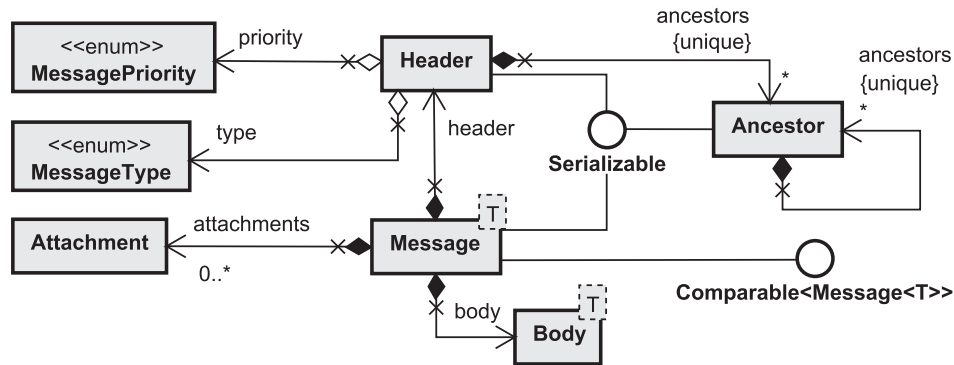 <<enum>>
MessagePriority
priority
Header
ancestors
{unique}
*
ancestors
{unique}
*
<<enum>>
MessageType
type
header
Serializable
Ancestor
Attachment
attachments
0..*
Message
T
Comparable<Message<T>>
body
Body
T